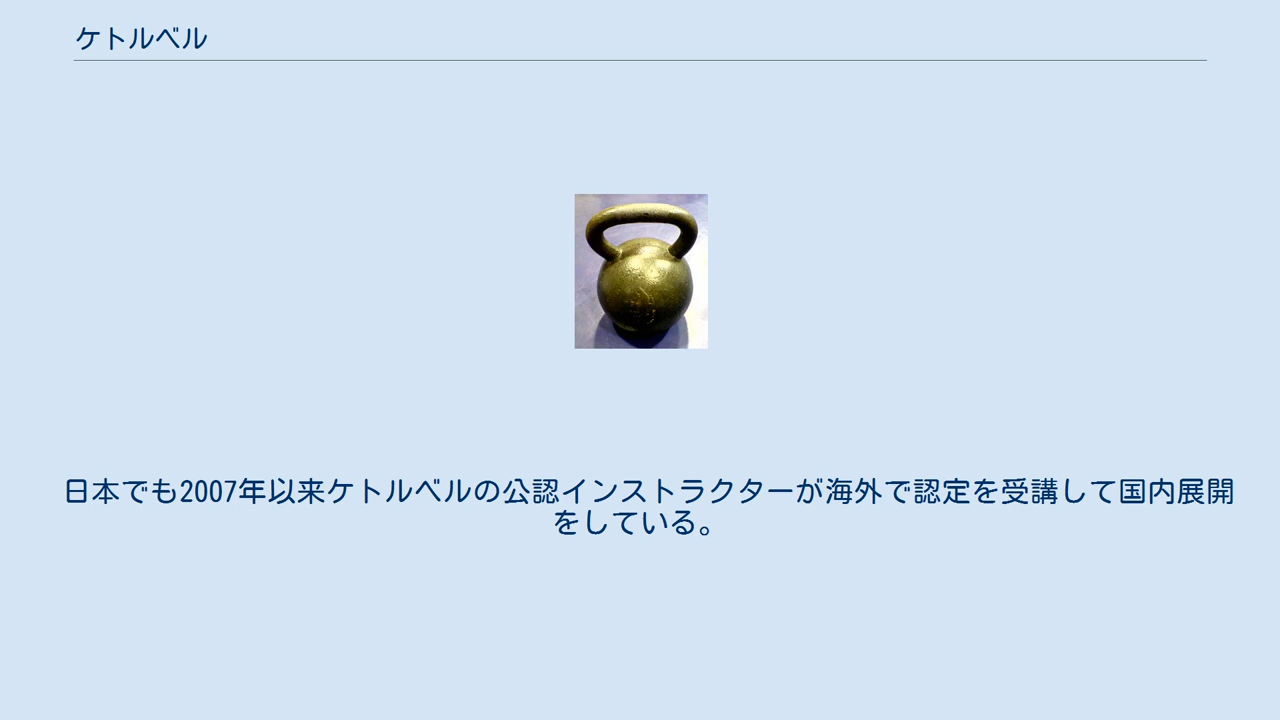 ケトルベル
日本でも2007年以来ケトルベルの公認インストラクターが海外で認定を受講して国内展開
をしている。